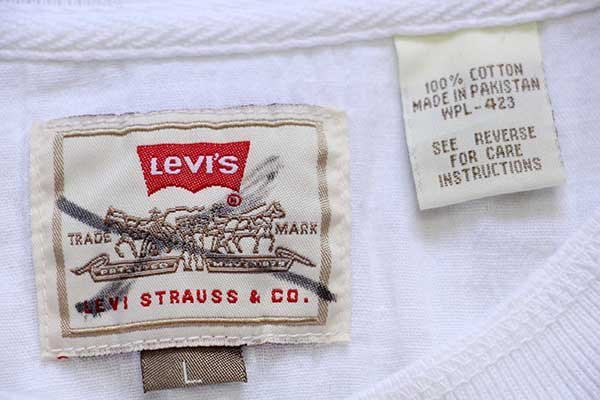 Levi's
®
TRADE MARK
LEVI STRAUSS & CO.
L
100% COTTON
MADE IN PAKISTAN
WPL-423
SEE REVERSE
FOR CARE
INSTRUCTIONS